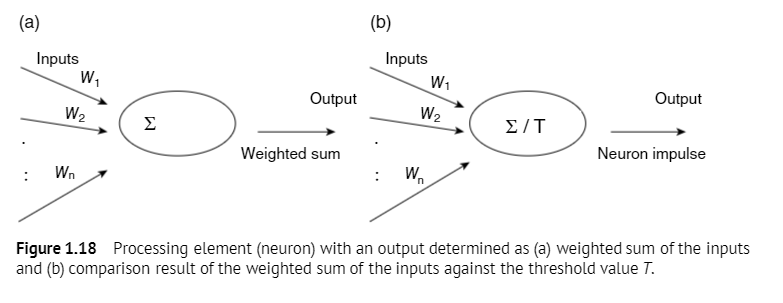 (a)
Inputs
W1
W2
.
:
Wn
Σ
Output
Weighted sum
(b)
Inputs
W1
W2
.
:
Wn
Σ / T
Output
Neuron impulse
Figure 1.18 Processing element (neuron) with an output determined as (a) weighted sum of the inputs
and (b) comparison result of the weighted sum of the inputs against the threshold value T.